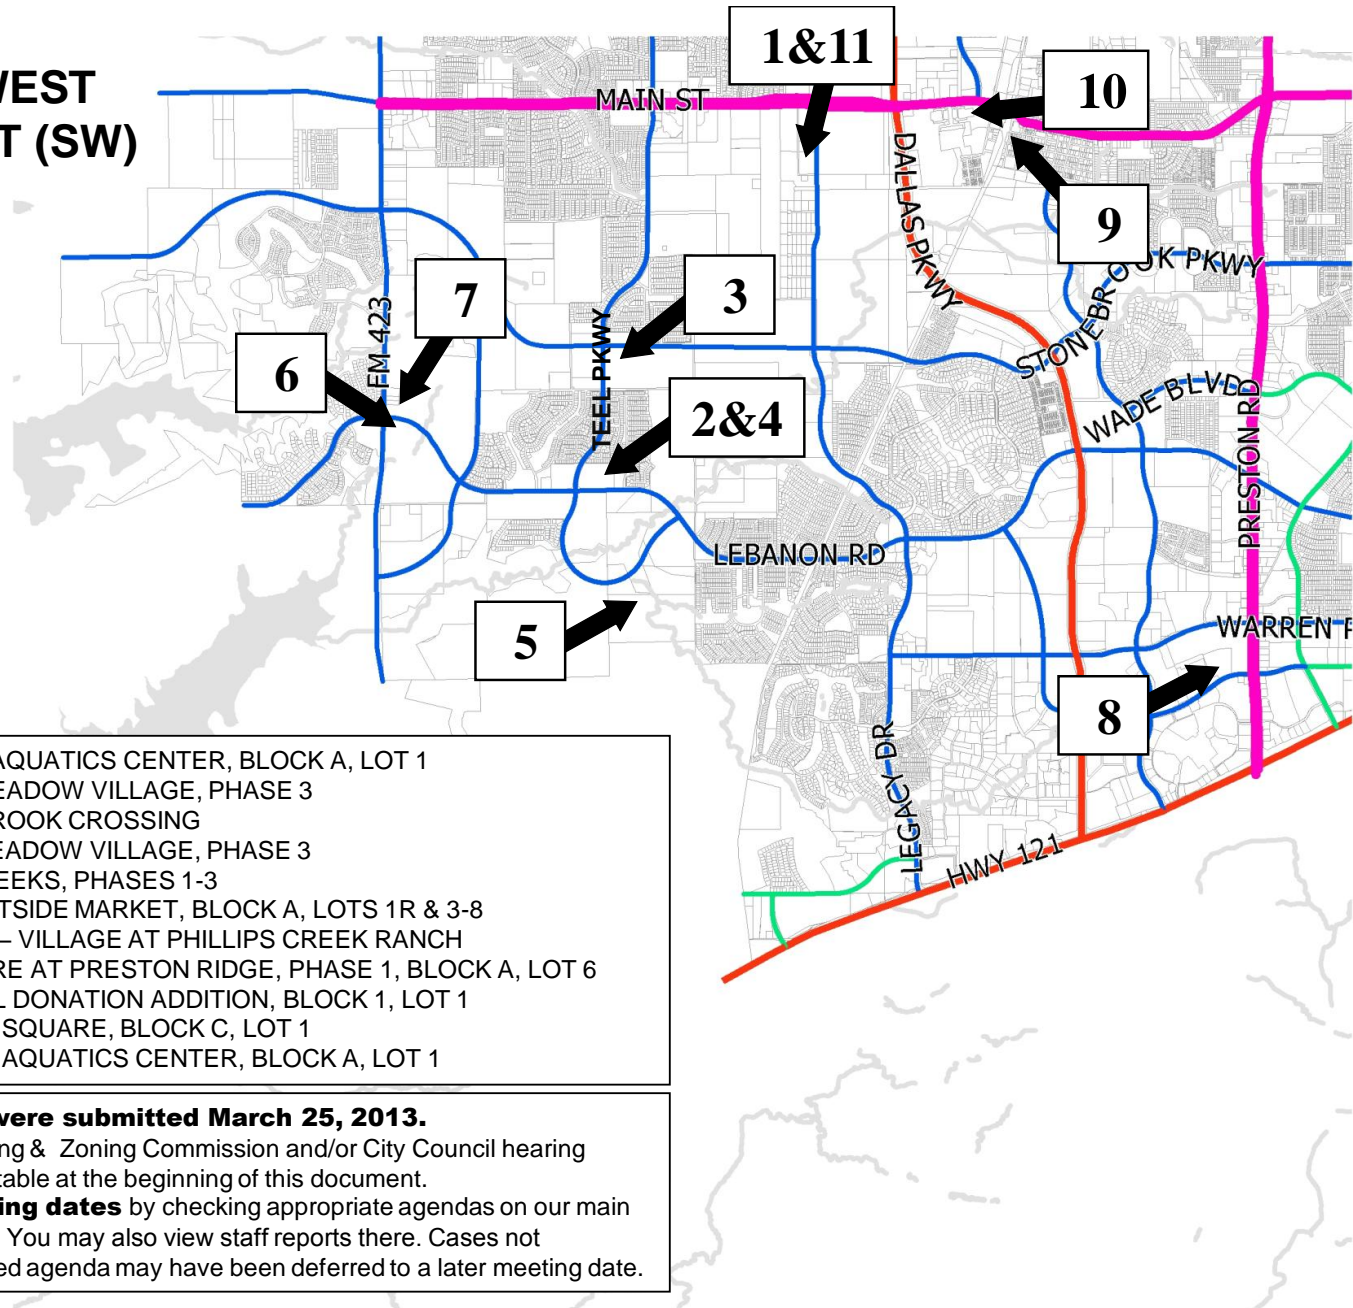 WEST
T (SW)
1&11
10
MAIN ST
DALLAS PKWY
9
STONEBROOK PKWY
7
3
FM 423
TEEL PKWY
6
2&4
WADE BLVD
PRESTON RD
LEBANON RD
5
WARREN P
8
LEGACY DR
HWY 121
AQUATICS CENTER, BLOCK A, LOT 1
EADOW VILLAGE, PHASE 3
ROOK CROSSING
EADOW VILLAGE, PHASE 3
EEKS, PHASES 1-3
TSIDE MARKET, BLOCK A, LOTS 1R & 3-8
– VILLAGE AT PHILLIPS CREEK RANCH
RE AT PRESTON RIDGE, PHASE 1, BLOCK A, LOT 6
L DONATION ADDITION, BLOCK 1, LOT 1
SQUARE, BLOCK C, LOT 1
AQUATICS CENTER, BLOCK A, LOT 1
were submitted March 25, 2013.
ng & Zoning Commission and/or City Council hearing
table at the beginning of this document.
ing dates by checking appropriate agendas on our main
You may also view staff reports there. Cases not
ed agenda may have been deferred to a later meeting date.